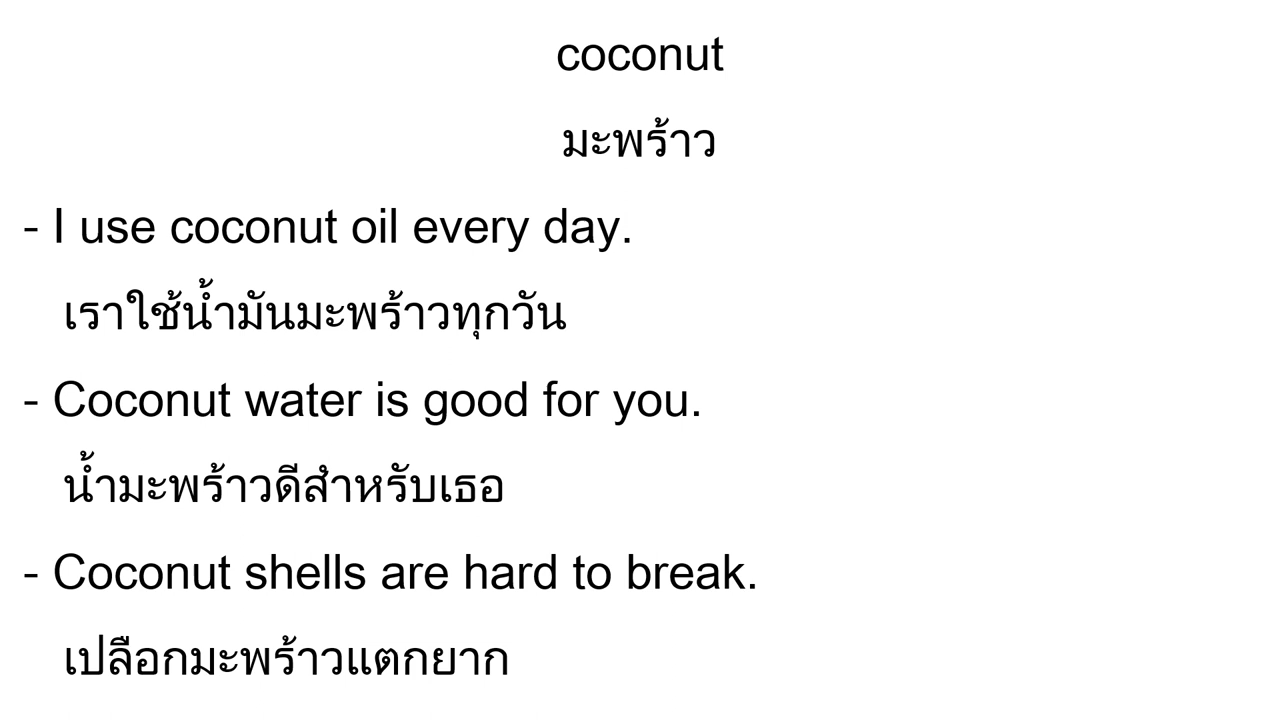 coconut
มะพร้าว
- I use coconut oil every day.
เราใช้น้ำมันมะพร้าวทุกวัน
- Coconut water is good for you.
น้ำมะพร้าวดีสำหรับเธอ
- Coconut shells are hard to break.
เปลือกมะพร้าวแตกยาก